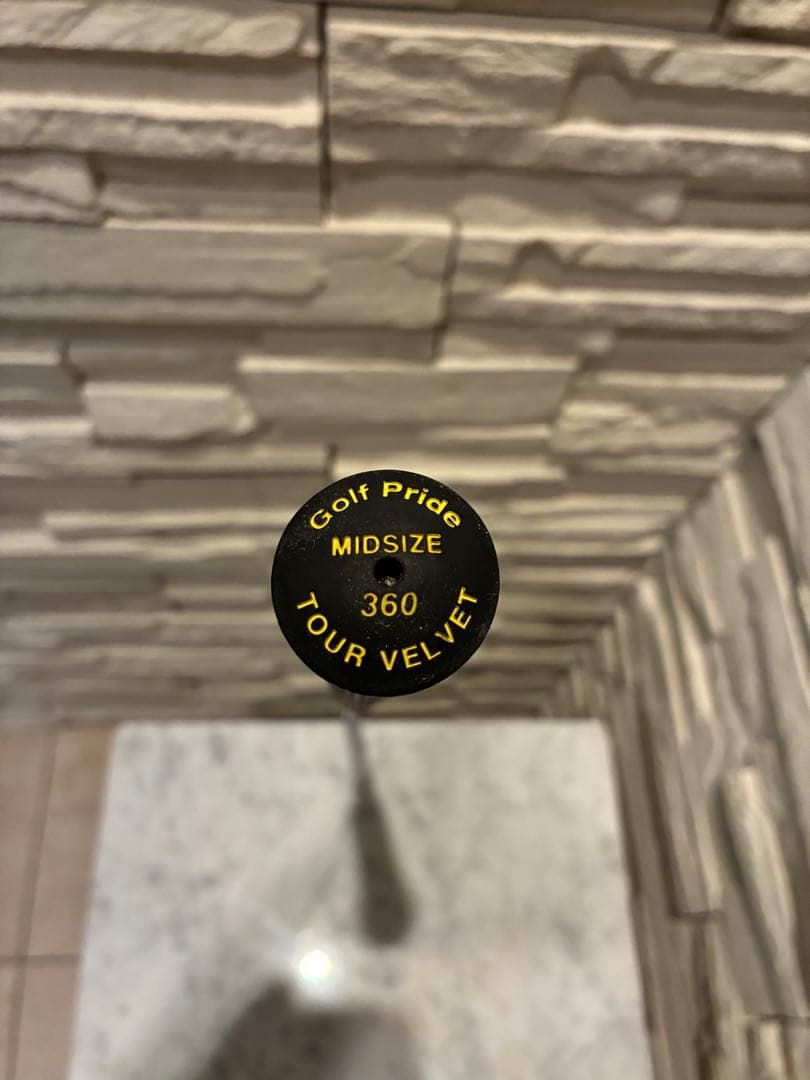 Golf Pride
MIDSIZE
360
TOUR VELVET